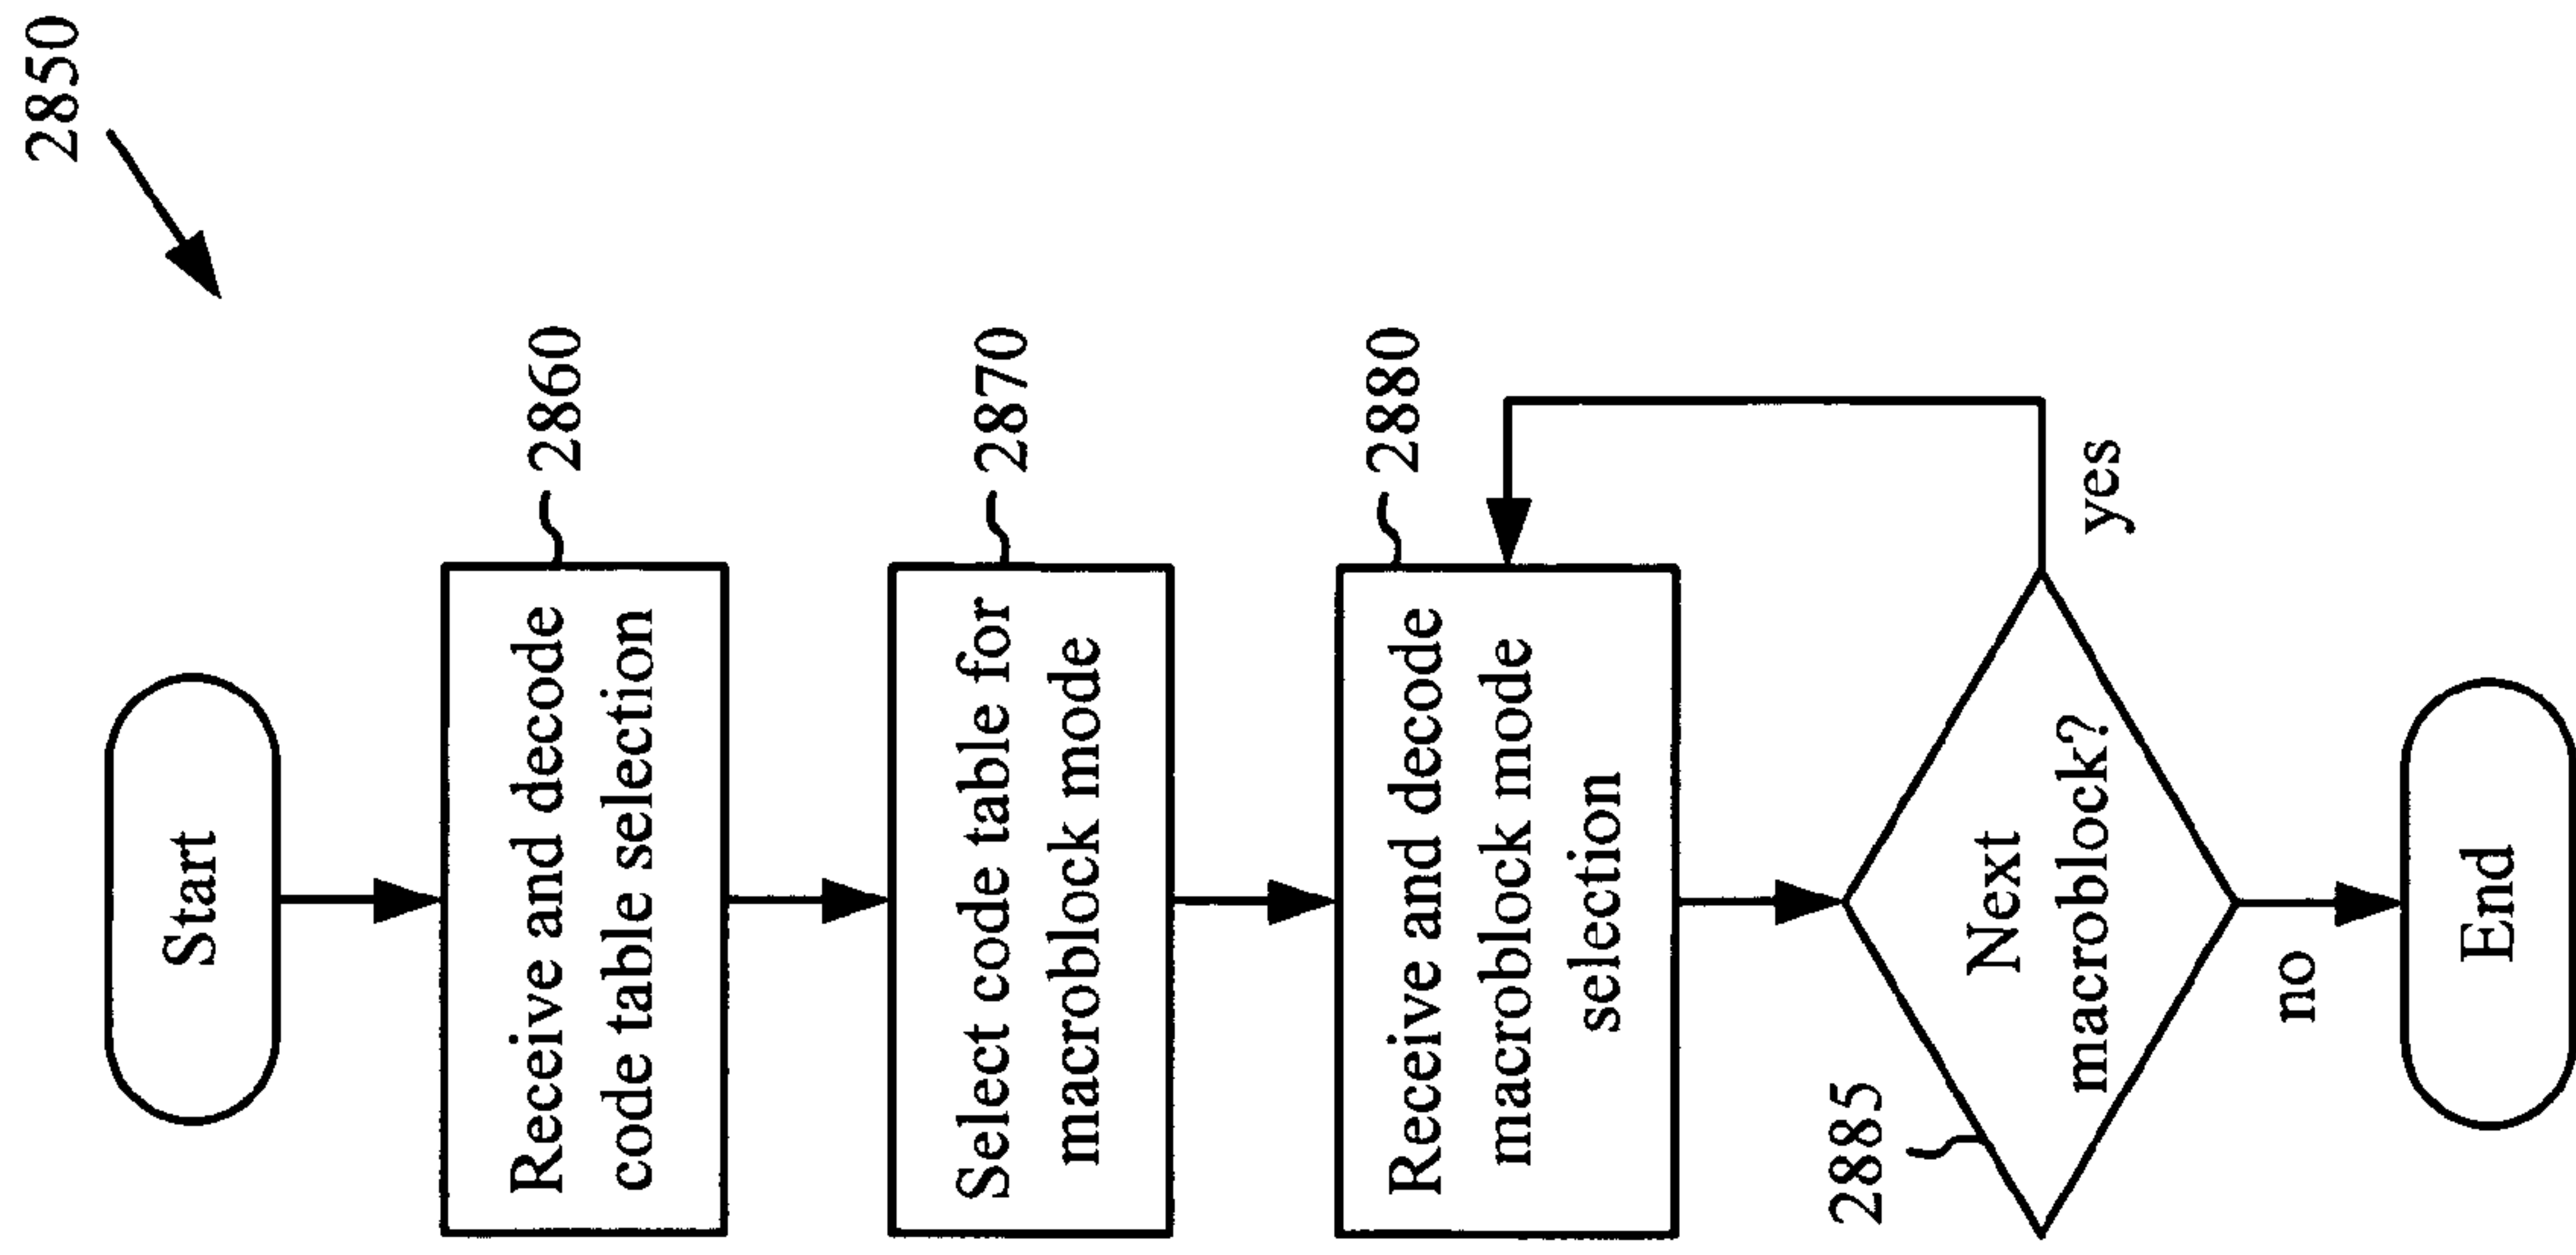 2850
Start
Receive and decode
code table selection
2860
Select code table for
macroblock mode
2870
Receive and decode
macroblock mode
selection
2880
2885
Next
macroblock?
yes
no
End